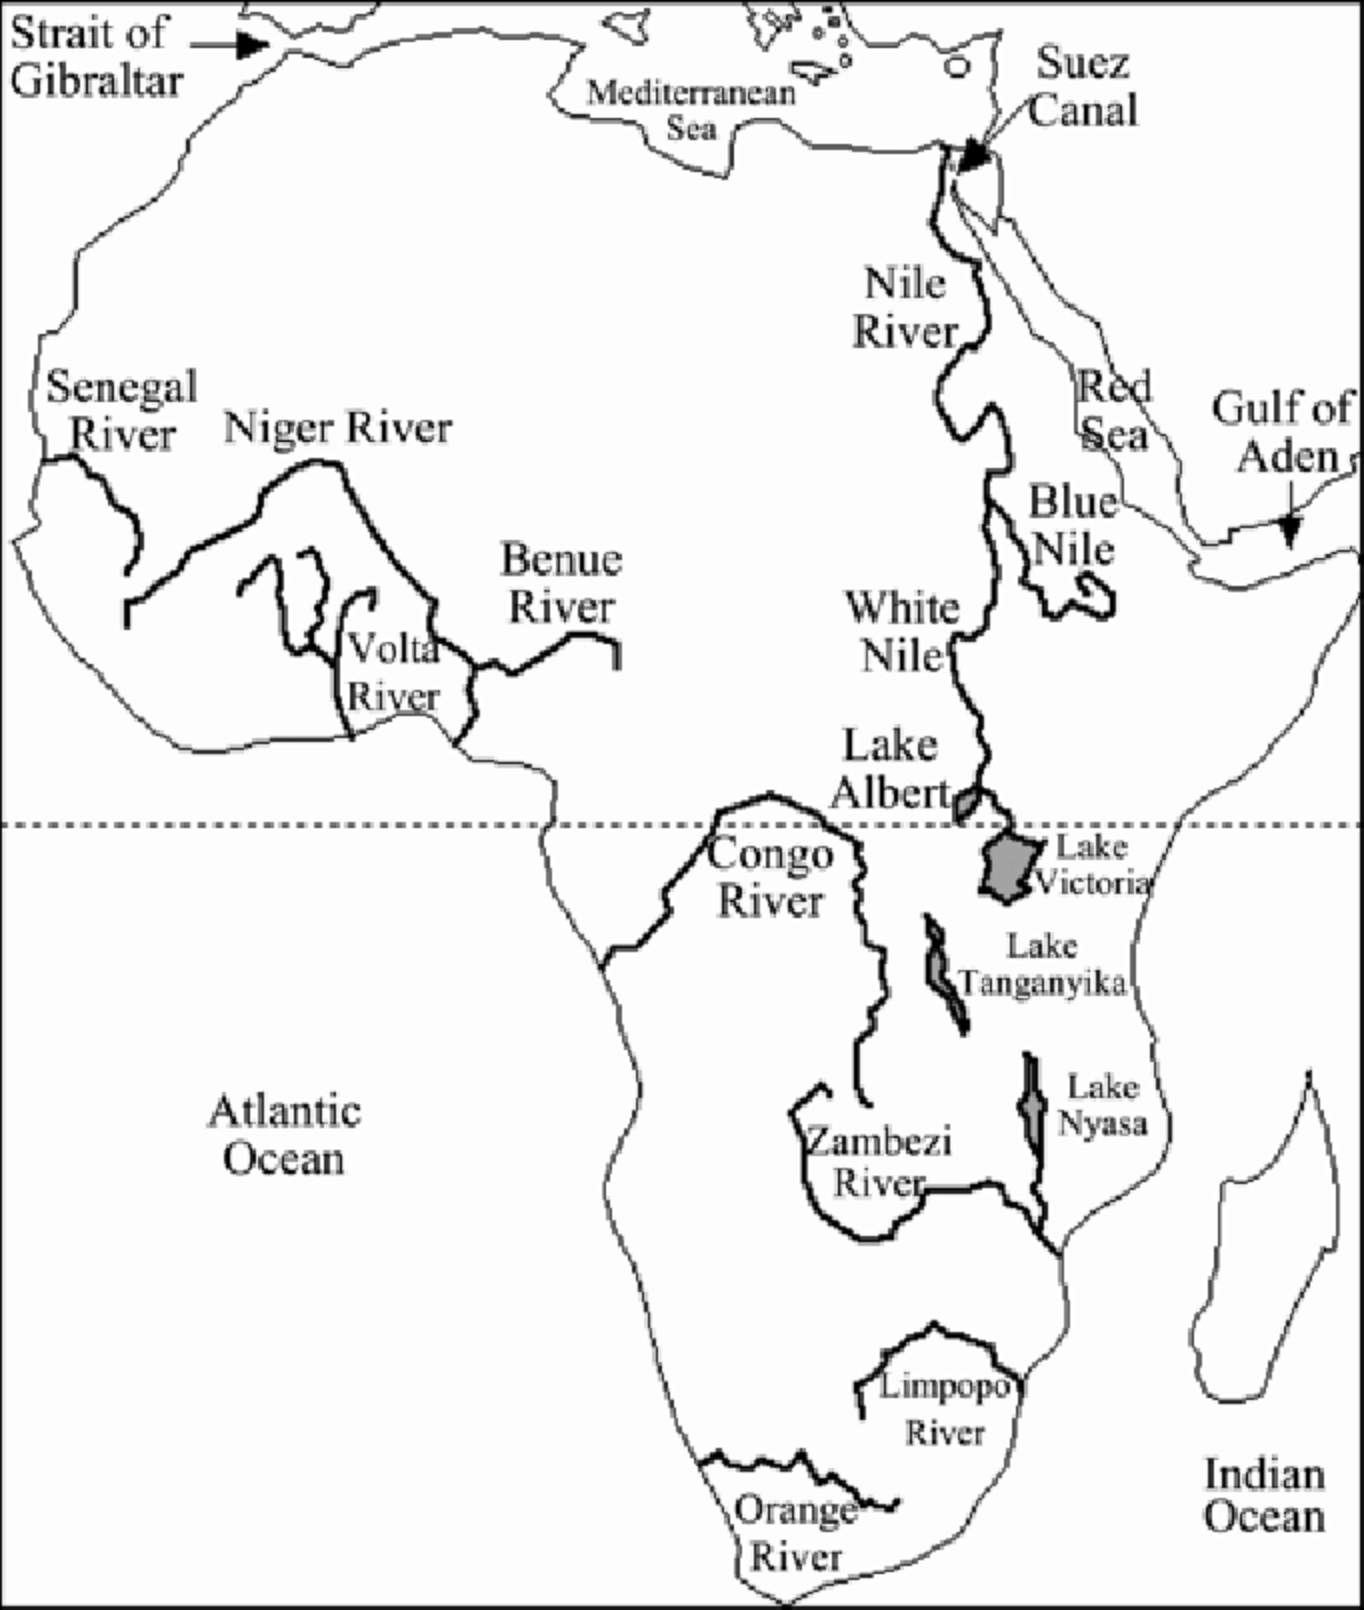 Strait of
Gibraltar
Suez
Canal
Mediterranean
Sea
Nile
River
Senegal
River
Niger River
Red
Sea
Gulf of
Aden
Blue
Nile
Benue
River
White
Nile
Volta
River
Lake
Albert
Congo
River
Lake
Victoria
Lake
Tanganyika
Atlantic
Ocean
Lake
Nyasa
Zambezi
River
Limpopo
River
Indian
Ocean
Orange
River